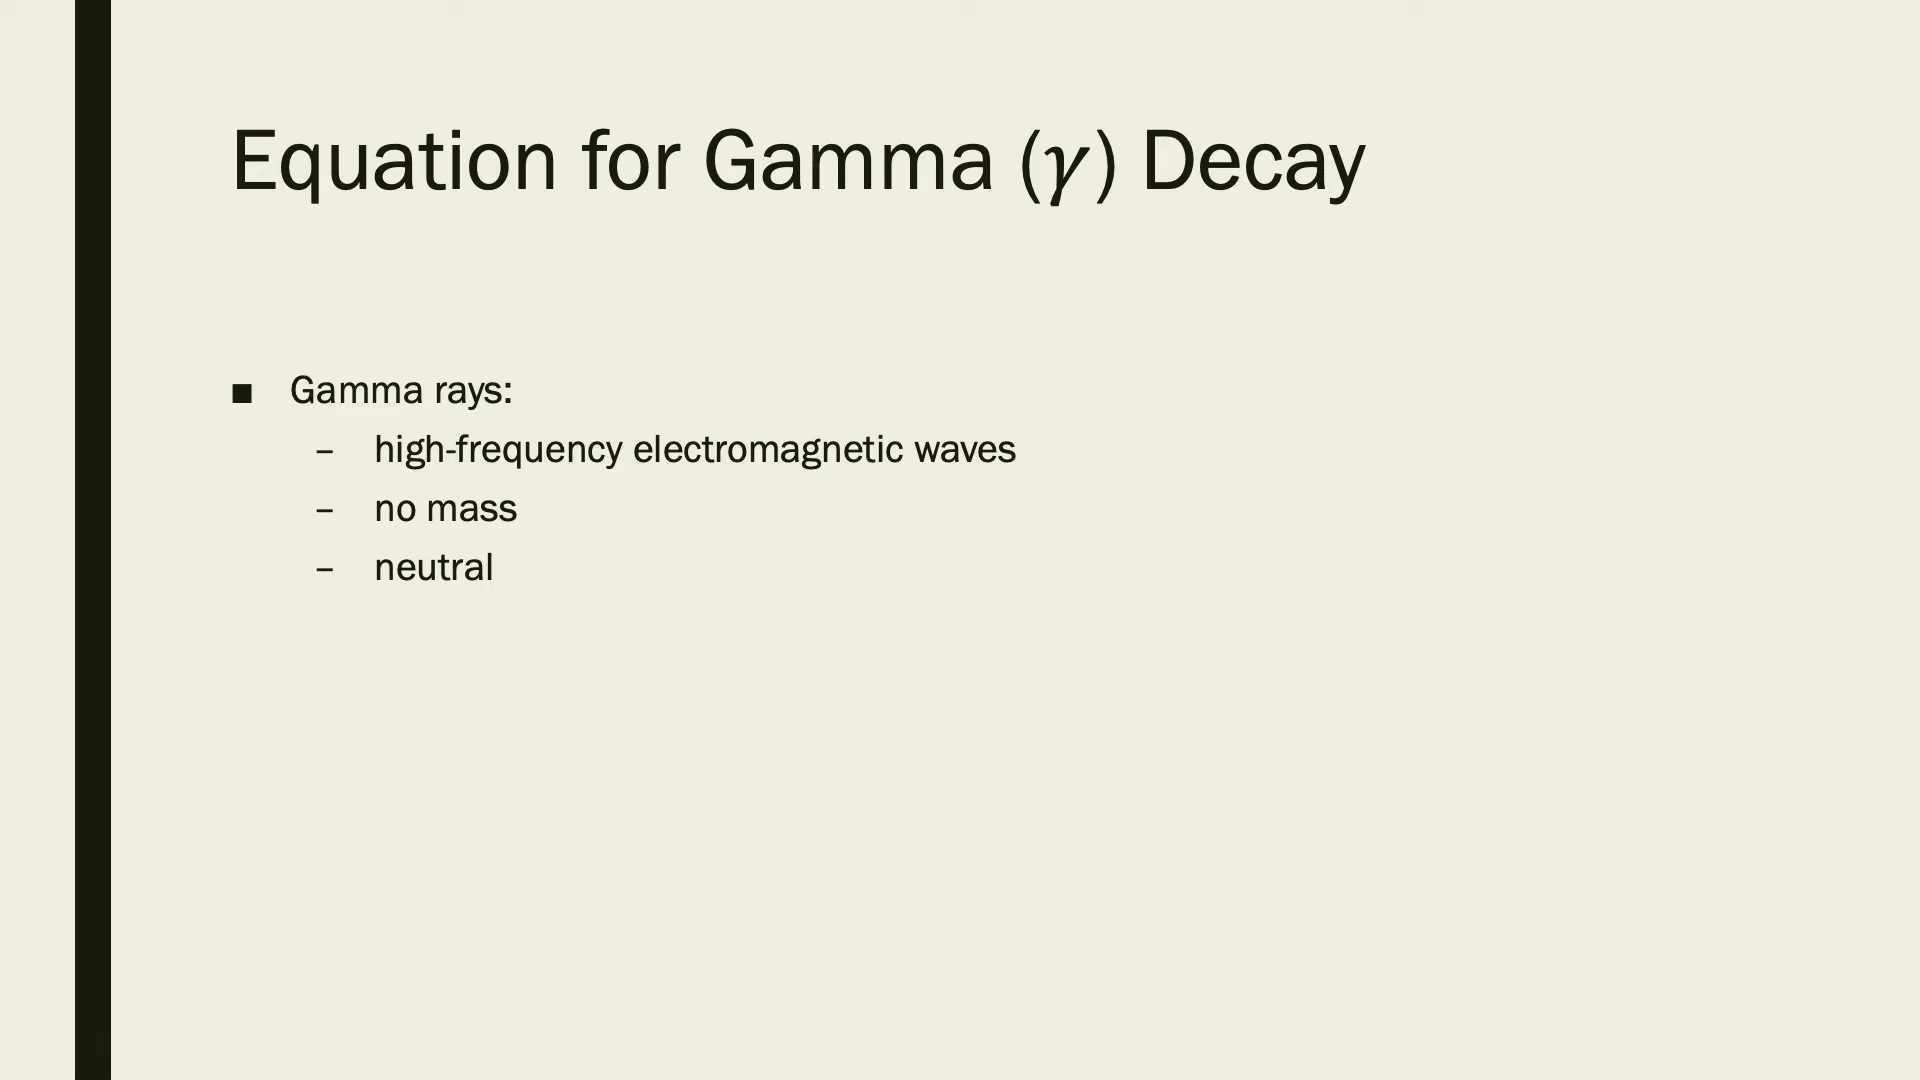 Equation for Gamma (γ) Decay
■ Gamma rays:
– high-frequency electromagnetic waves
– no mass
– neutral